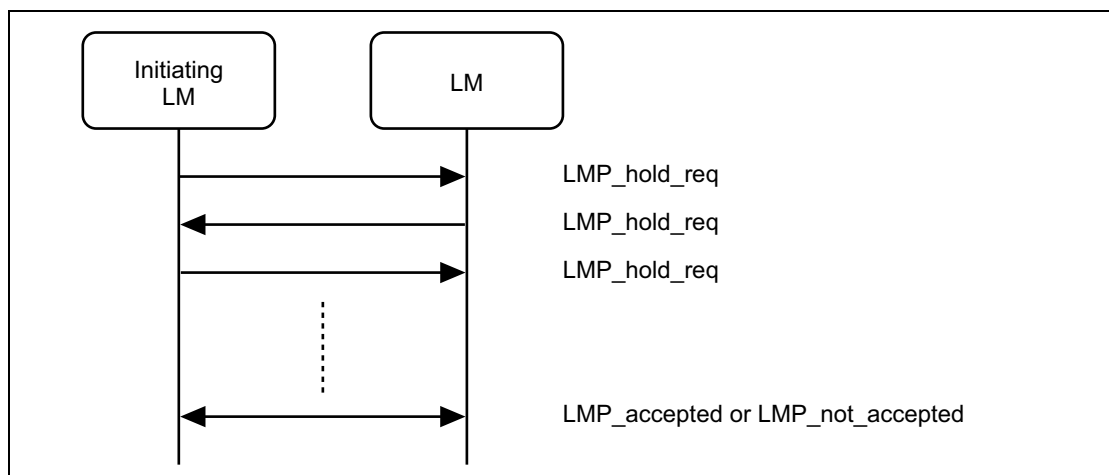 Initiating
LM
LM
LMP_hold_req
LMP_hold_req
LMP_hold_req
LMP_accepted or LMP_not_accepted